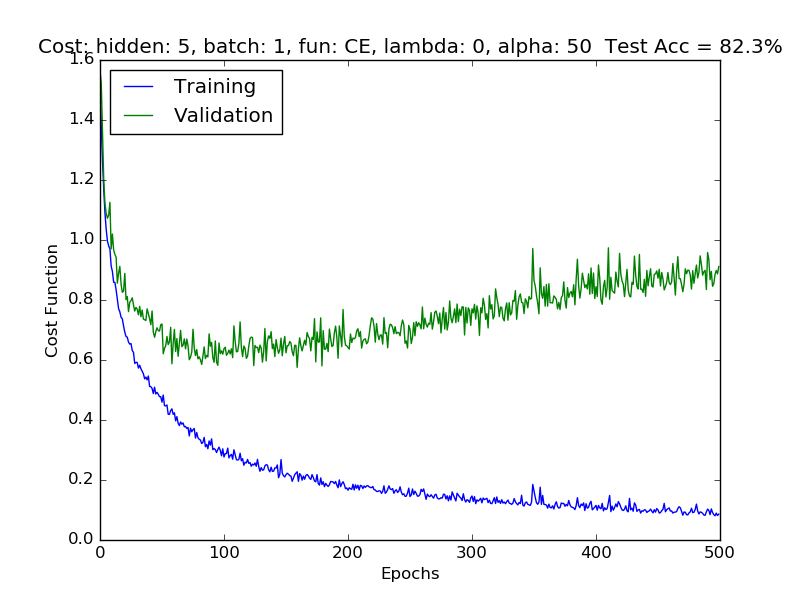 Cost: hidden: 5, batch: 1, fun: CE, lambda: 0, alpha: 50  Test Acc = 82.3%
1.6
1.4
1.2
1.0
0.8
0.6
0.4
0.2
0.0
Training
Validation
Cost Function
0 100 200 300 400 500
Epochs